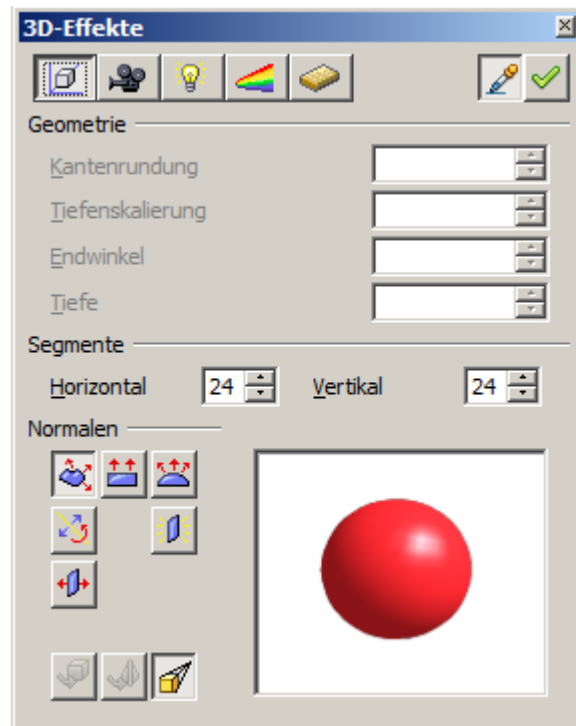 3D-Effekte
Geometrie
Kantenrundung
Tiefenskalierung
Endwinkel
Tiefe
Segmente
Horizontal 24 Vertikal 24
Normalen